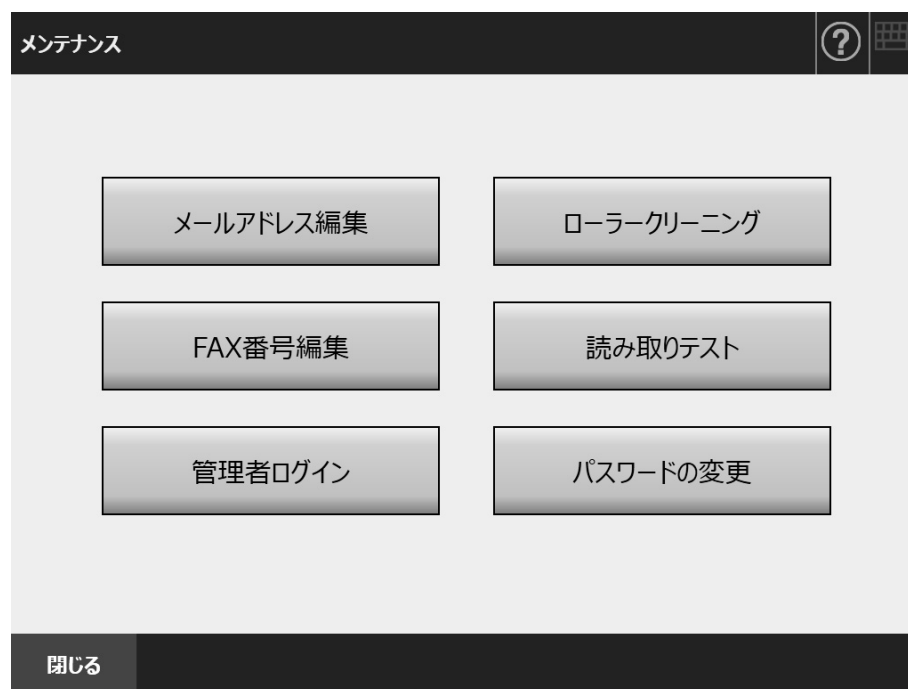 メンテナンス
?
メールアドレス編集
ローラークリーニング
FAX番号編集
読み取りテスト
管理者ログイン
パスワードの変更
閉じる